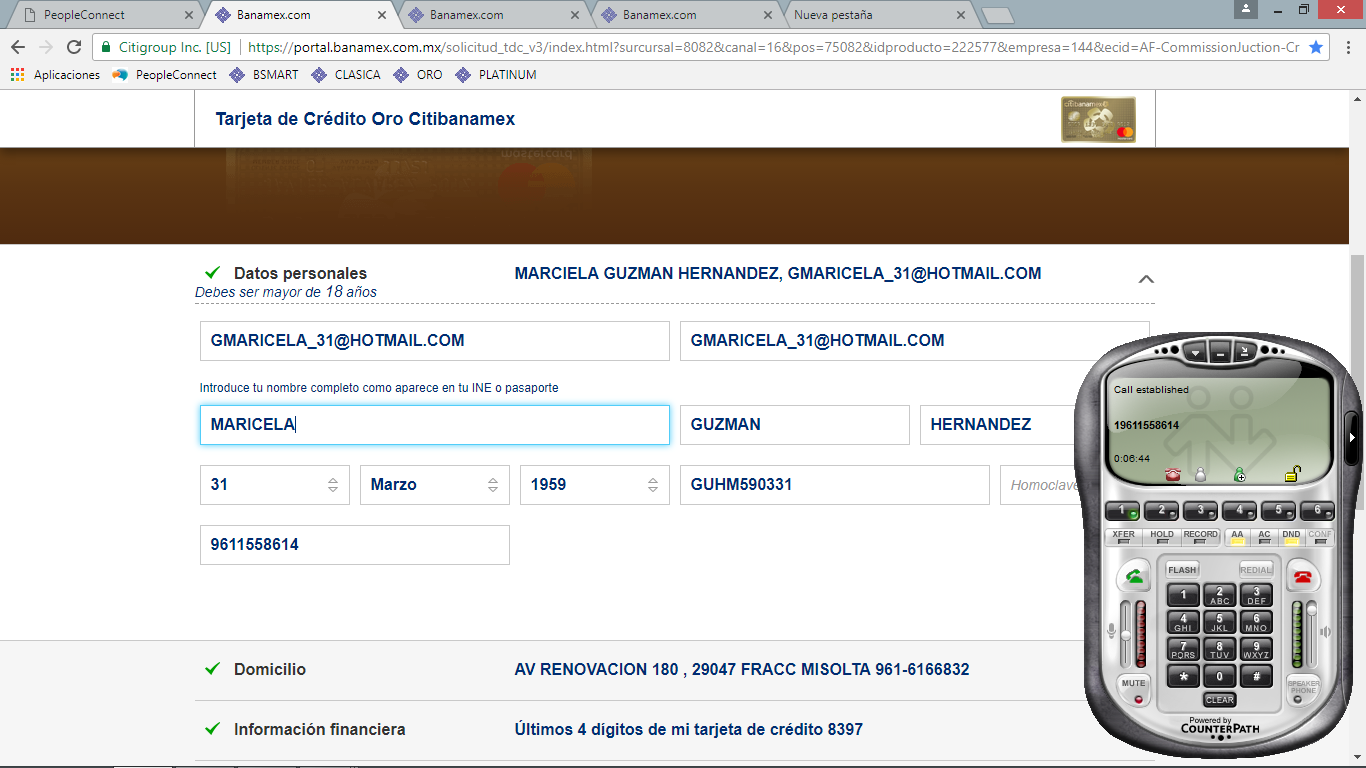 PeopleConnect
Banamex.com
Banamex.com
Banamex.com
Nueva pestaña
Citigroup Inc. [US] https://portal.banamex.com.mx/solicitud_tdc_v3/index.html?surcursal=8082&canal=16&pos=75082&idproducto=222577&empresa=144&ecid=AF-CommissionJuction-Cr
Aplicaciones PeopleConnect BSMART CLASICA ORO PLATINUM
Tarjeta de Crédito Oro Citibanamex
citibanamex
mastercard
Datos personales MARCIELA GUZMAN HERNANDEZ, GMARICELA_31@HOTMAIL.COM
Debes ser mayor de 18 años
GMARICELA_31@HOTMAIL.COM GMARICELA_31@HOTMAIL.COM
Introduce tu nombre completo como aparece en tu INE o pasaporte
MARICELA GUZMAN HERNANDEZ
31 Marzo 1959 GUHM590331 Homoclave
9611558614
Domicilio AV RENOVACION 180 , 29047 FRACC MISOLTA 961-6166832
Información financiera Últimos 4 dígitos de mi tarjeta de crédito 8397
Call established
19611558614
0:06:44
1 2 3 4 5 6
XFER HOLD RECORD AA AC DND CONF
FLASH REDIAL
1 2 ABC 3 DEF
4 GHI 5 JKL 6 MNO
7 PQRS 8 TUV 9 WXYZ
* 0 #
MUTE CLEAR SPEAKER PHONE
Powered by
COUNTERPATH